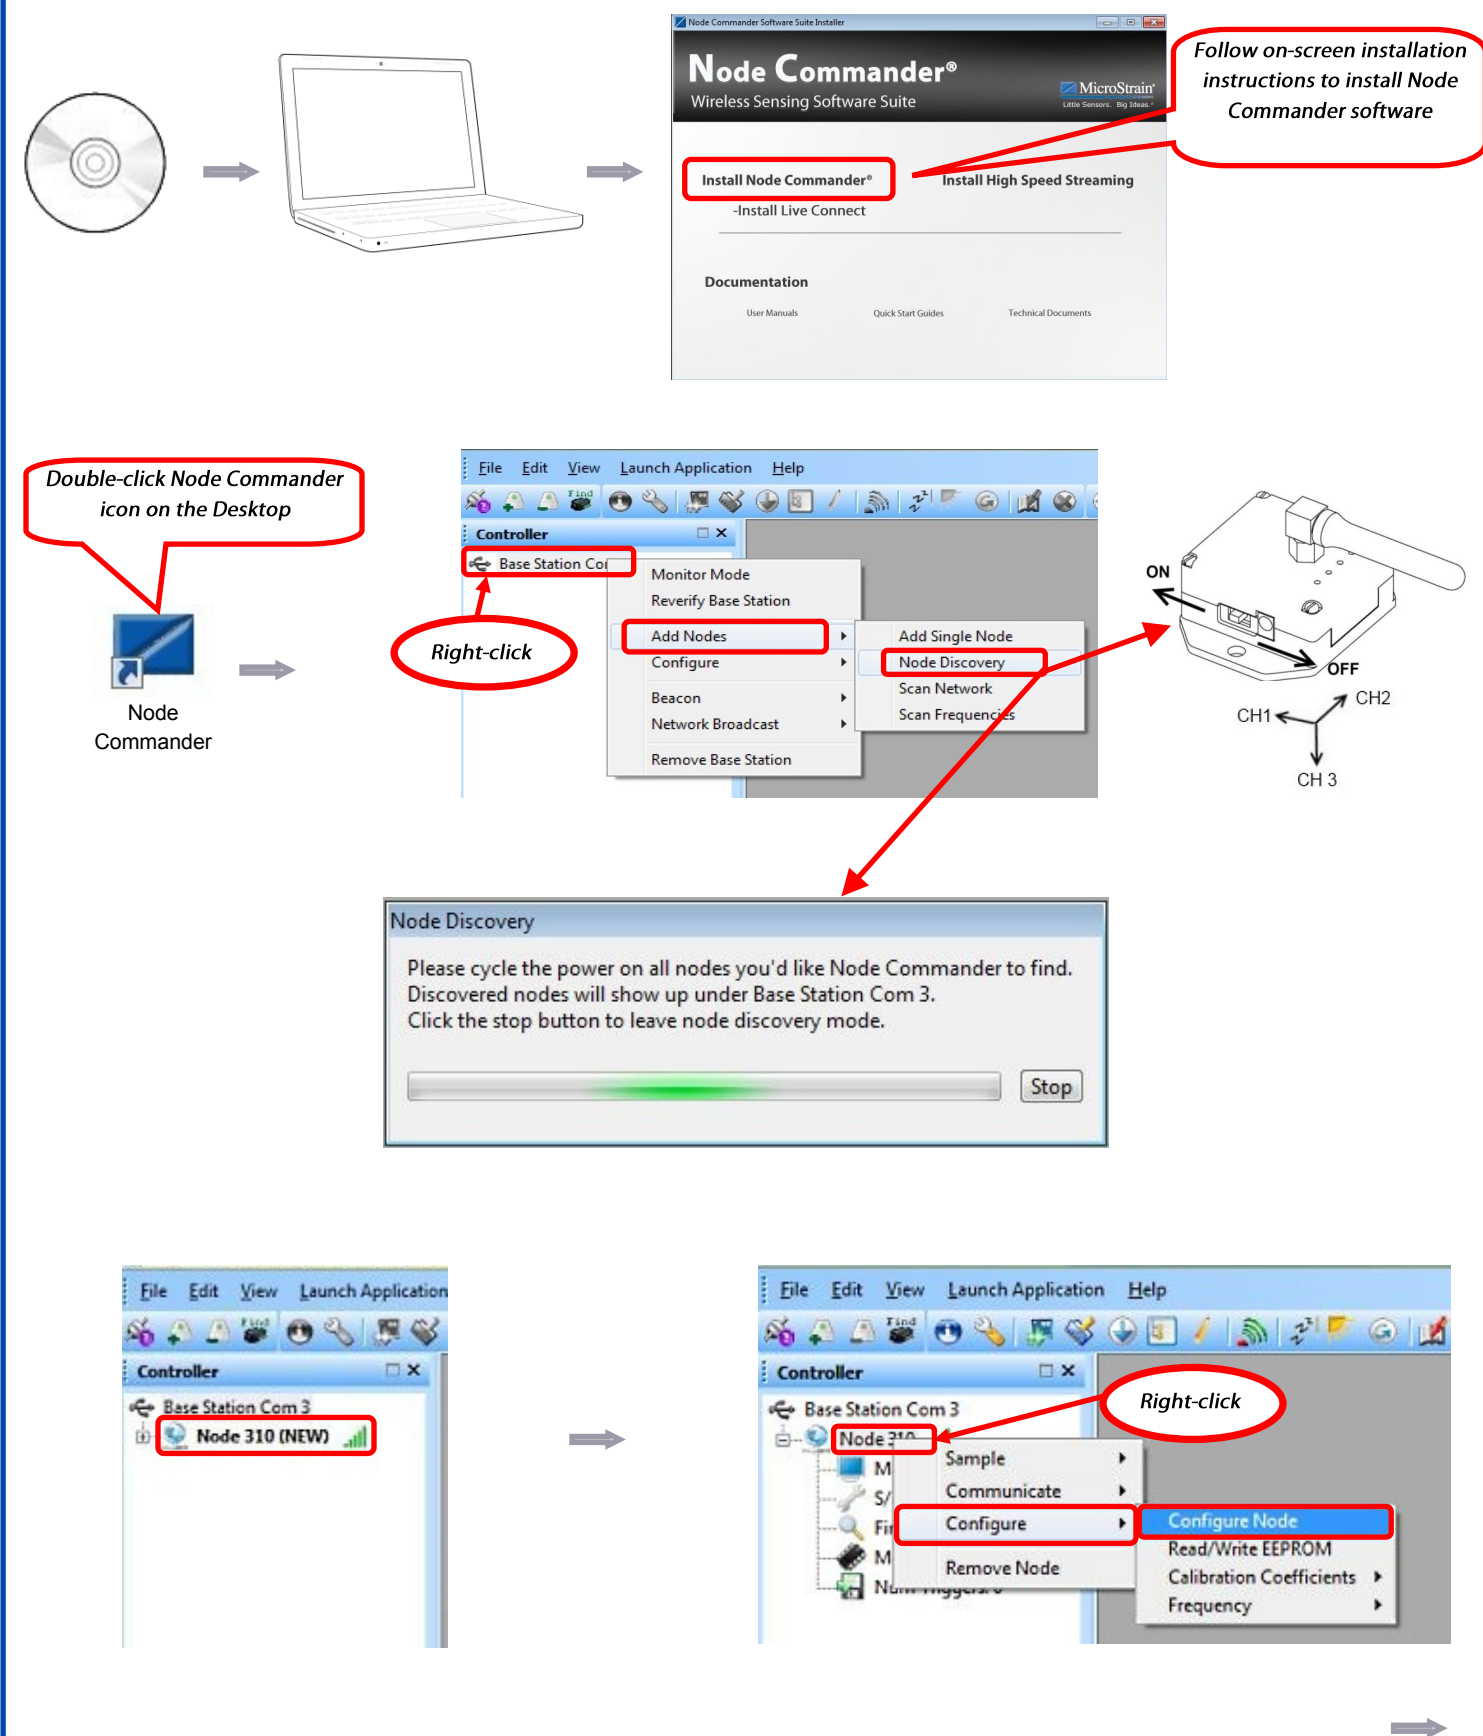 Node Commander Software Suite Installer
Node Commander®
Wireless Sensing Software Suite
MicroStrain®
Little Sensors. Big Ideas.®
Install Node Commander®
Install High Speed Streaming
-Install Live Connect
Documentation
User Manuals
Quick Start Guides
Technical Documents
Follow on-screen installation
instructions to install Node
Commander software
Double-click Node Commander
icon on the Desktop
Node
Commander
File Edit View Launch Application Help
Find
Controller
Base Station Co
Right-click
Monitor Mode
Reverify Base Station
Add Nodes
Configure
Beacon
Network Broadcast
Remove Base Station
Add Single Node
Node Discovery
Scan Network
Scan Frequencies
ON
OFF
CH1
CH2
CH 3
Node Discovery
Please cycle the power on all nodes you'd like Node Commander to find.
Discovered nodes will show up under Base Station Com 3.
Click the stop button to leave node discovery mode.
Stop
File Edit View Launch Application
Find
Controller
Base Station Com 3
Node 310 (NEW)
File Edit View Launch Application Help
Find
Controller
Base Station Com 3
Node 310
M
S/
Fi
M
Right-click
Sample
Communicate
Configure
Remove Node
Configure Node
Read/Write EEPROM
Calibration Coefficients
Frequency